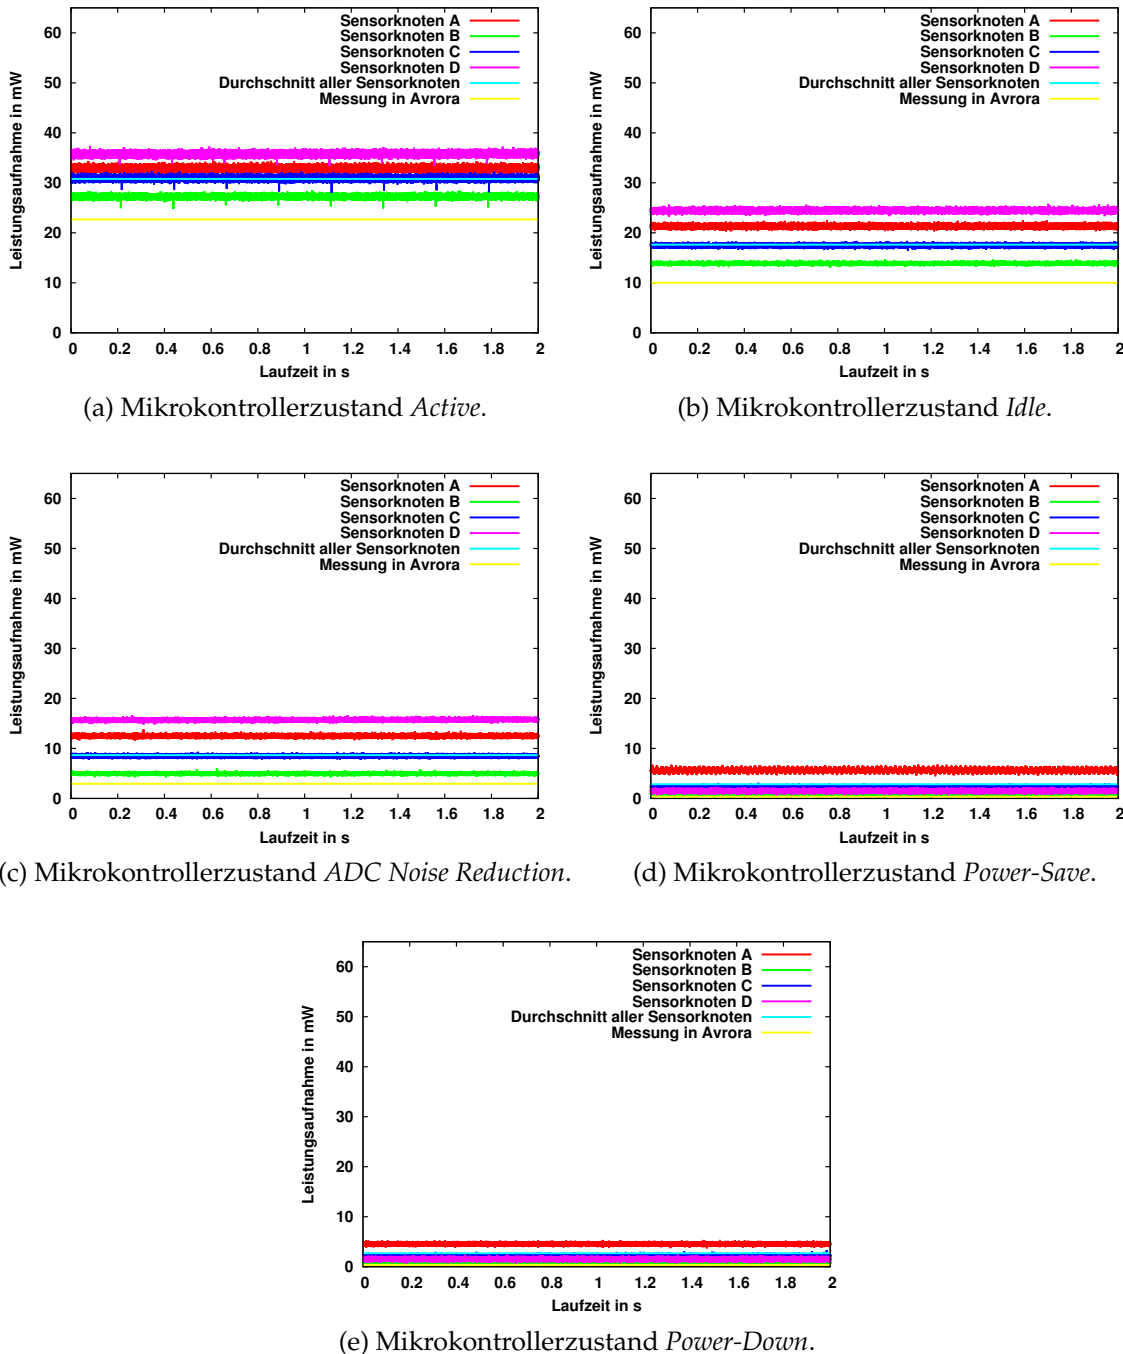 60
50
40
30
20
10
0
Leistungsaufnahme in mW
Sensorknoten A
Sensorknoten B
Sensorknoten C
Sensorknoten D
Durchschnitt aller Sensorknoten
Messung in Avrora
0 0.2 0.4 0.6 0.8 1 1.2 1.4 1.6 1.8 2
Laufzeit in s
(a) Mikrokontrollerzustand Active.
60
50
40
30
20
10
0
Leistungsaufnahme in mW
Sensorknoten A
Sensorknoten B
Sensorknoten C
Sensorknoten D
Durchschnitt aller Sensorknoten
Messung in Avrora
0 0.2 0.4 0.6 0.8 1 1.2 1.4 1.6 1.8 2
Laufzeit in s
(b) Mikrokontrollerzustand Idle.
60
50
40
30
20
10
0
Leistungsaufnahme in mW
Sensorknoten A
Sensorknoten B
Sensorknoten C
Sensorknoten D
Durchschnitt aller Sensorknoten
Messung in Avrora
0 0.2 0.4 0.6 0.8 1 1.2 1.4 1.6 1.8 2
Laufzeit in s
(c) Mikrokontrollerzustand ADC Noise Reduction.
60
50
40
30
20
10
0
Leistungsaufnahme in mW
Sensorknoten A
Sensorknoten B
Sensorknoten C
Sensorknoten D
Durchschnitt aller Sensorknoten
Messung in Avrora
0 0.2 0.4 0.6 0.8 1 1.2 1.4 1.6 1.8 2
Laufzeit in s
(d) Mikrokontrollerzustand Power-Save.
60
50
40
30
20
10
0
Leistungsaufnahme in mW
Sensorknoten A
Sensorknoten B
Sensorknoten C
Sensorknoten D
Durchschnitt aller Sensorknoten
Messung in Avrora
0 0.2 0.4 0.6 0.8 1 1.2 1.4 1.6 1.8 2
Laufzeit in s
(e) Mikrokontrollerzustand Power-Down.